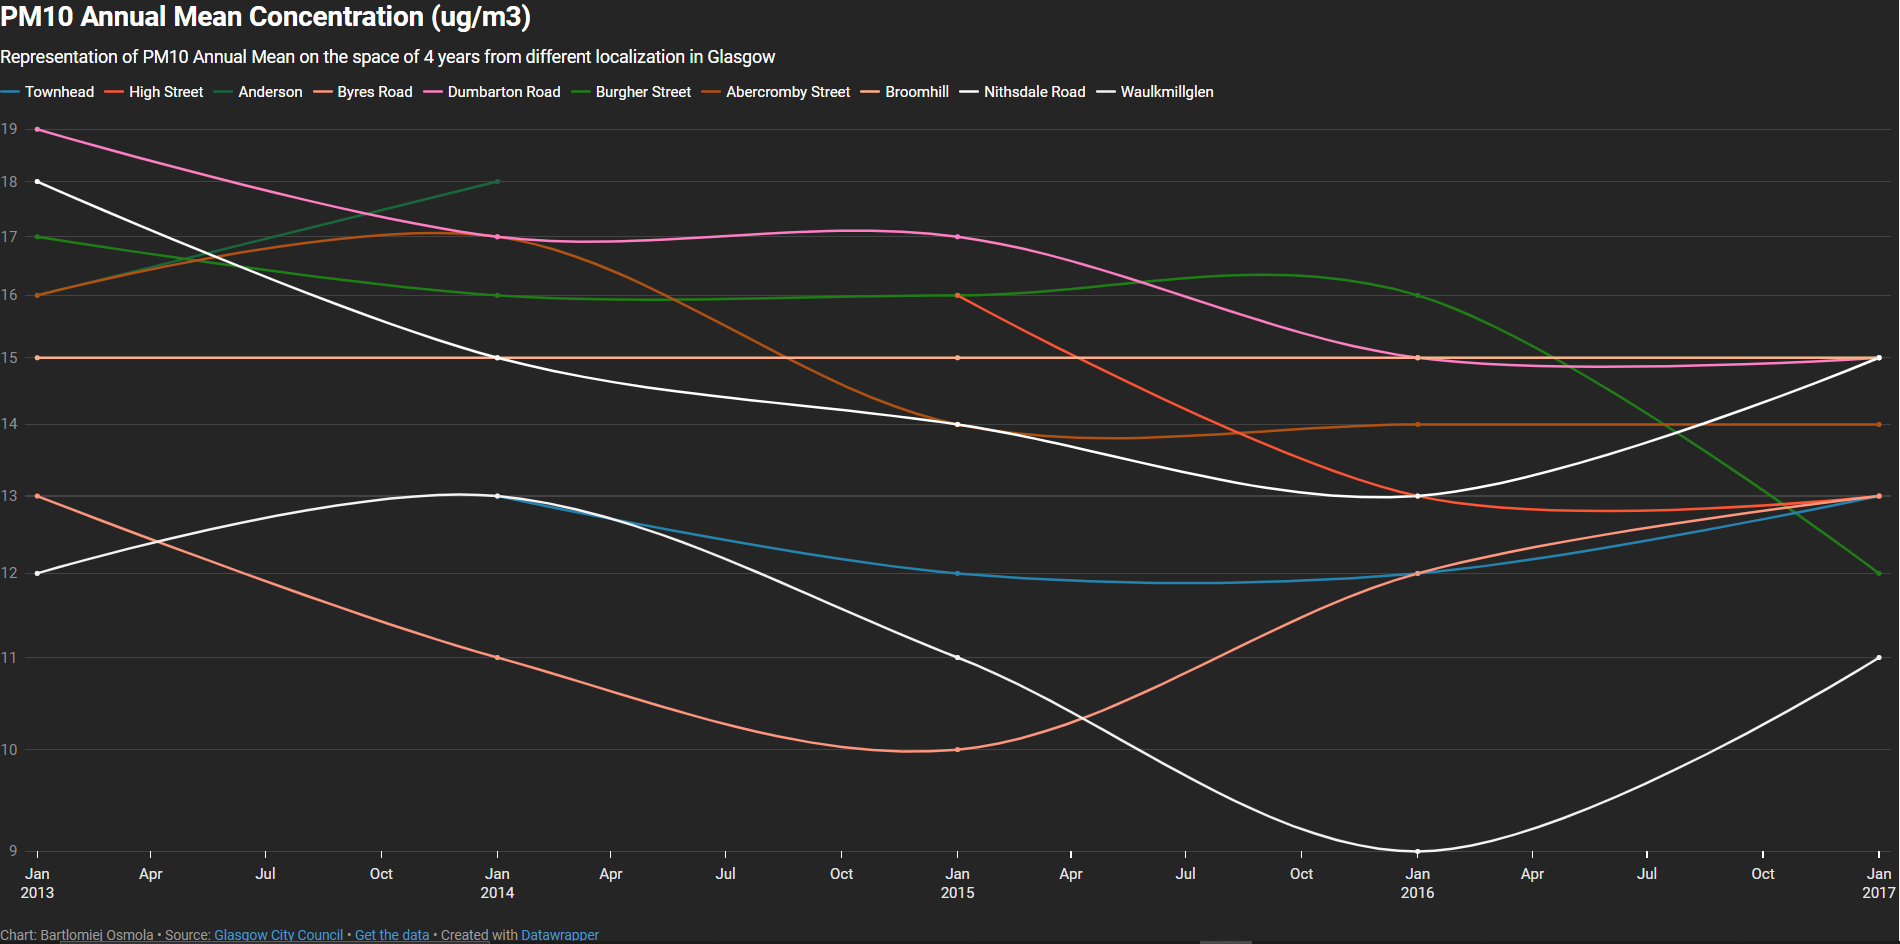 PM10 Annual Mean Concentration (ug/m3)
Representation of PM10 Annual Mean on the space of 4 years from different localization in Glasgow
Townhead High Street Anderson Byres Road Dumbarton Road Burgher Street Abercromby Street Broomhill Nithsdale Road Waulkmillglen
19
18
17
16
15
14
13
12
11
10
9
Jan Apr Jul Oct Jan Apr Jul Oct Jan Apr Jul Oct Jan Apr Jul Oct Jan
2013 2014 2015 2016 2017
Chart: Bartlomiej Osmola • Source: Glasgow City Council • Get the data • Created with Datawrapper